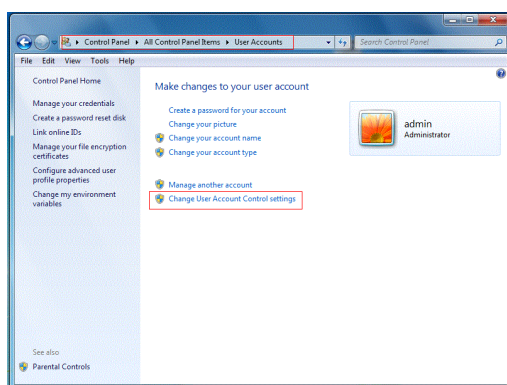 Control Panel ▸ All Control Panel Items ▸ User Accounts
Search Control Panel
File Edit View Tools Help
Control Panel Home
Manage your credentials
Create a password reset disk
Link online IDs
Manage your file encryption
certificates
Configure advanced user
profile properties
Change my environment
variables
See also
Parental Controls
Make changes to your user account
Create a password for your account
Change your picture
Change your account name
Change your account type
Manage another account
Change User Account Control settings
admin
Administrator